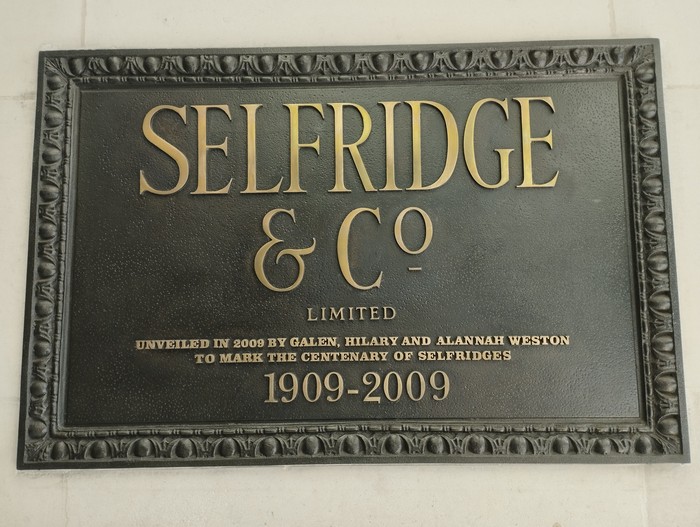 SELFRIDGE
& Co
LIMITED
UNVEILED IN 2009 BY GALEN, HILARY AND ALANNAH WESTON
TO MARK THE CENTENARY OF SELFRIDGES
1909-2009